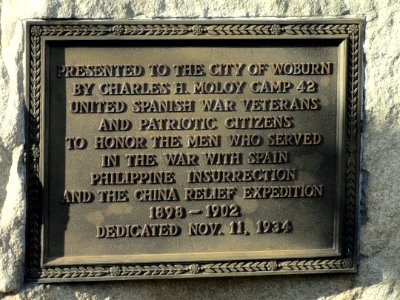 PRESENTED TO THE CITY OF WOBURN
BY CHARLES H. MOLOY CAMP 42
UNITED SPANISH WAR VETERANS
AND PATRIOTIC CITIZENS
TO HONOR THE MEN WHO SERVED
IN THE WAR WITH SPAIN
PHILIPPINE INSURRECTION
AND THE CHINA RELIEF EXPEDITION
1898 — 1902
DEDICATED NOV. 11, 1934